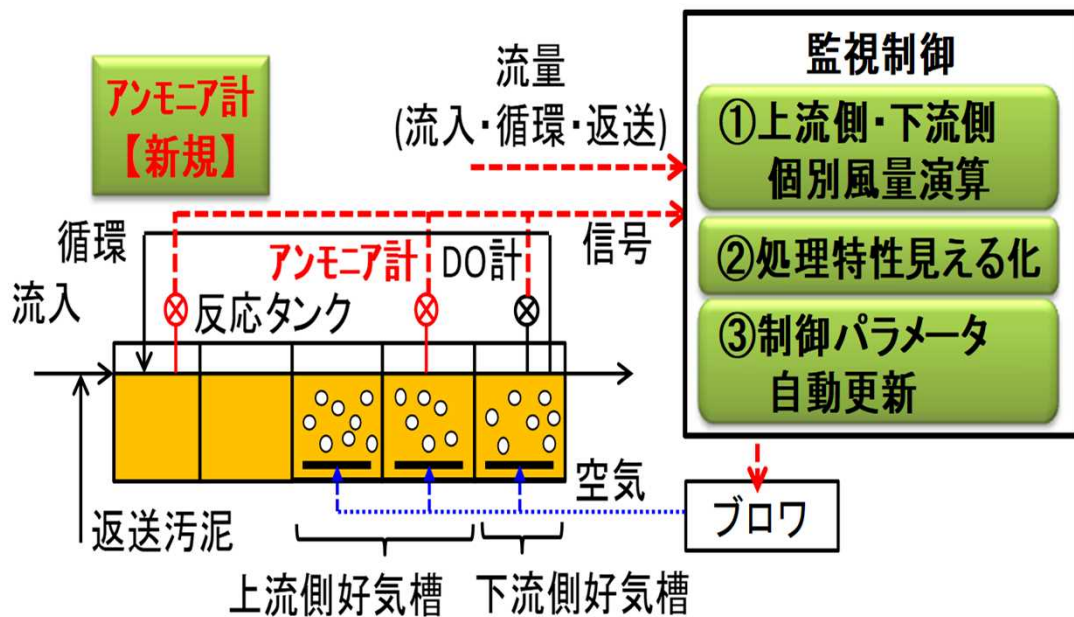 アンモニア計
【新規】
流量
(流入・循環・返送)
監視制御
①上流側・下流側
個別風量演算
②処理特性見える化
③制御パラメータ
自動更新
循環
アンモニア計
DO計
信号
流入
反応タンク
空気
返送汚泥
ブロワ
上流側好気槽
下流側好気槽